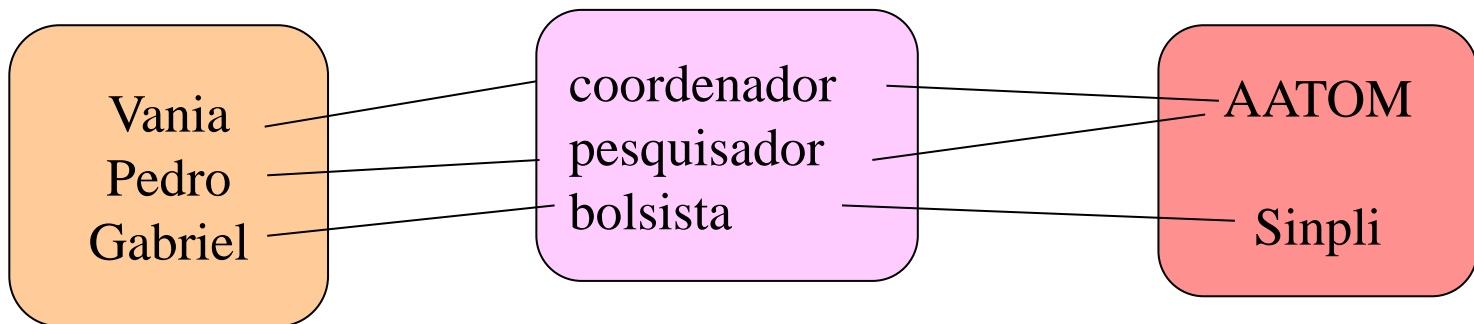 Vania
Pedro
Gabriel
coordenador
pesquisador
bolsista
AATOM
Sinpli